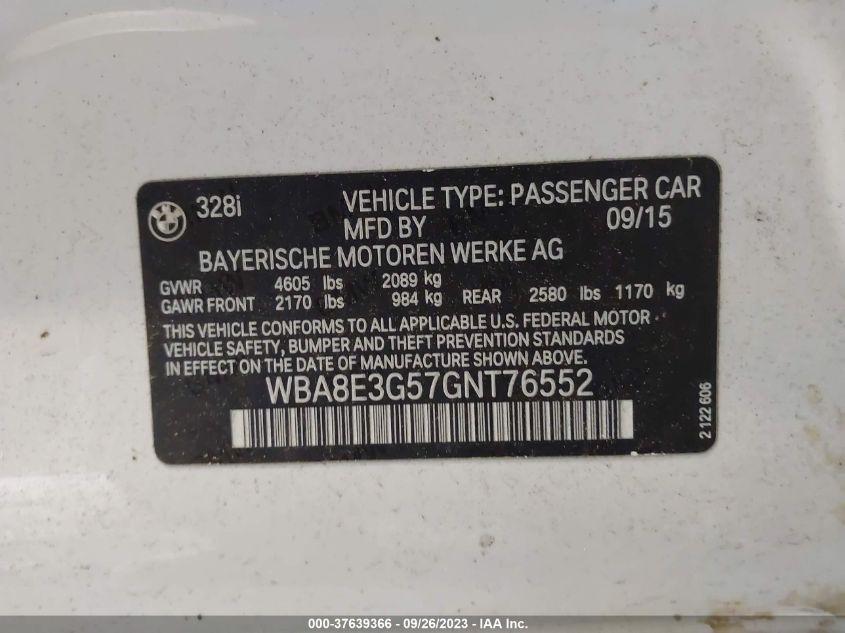 328i VEHICLE TYPE: PASSENGER CAR
MFD BY 09/15
BAYERISCHE MOTOREN WERKE AG
GVWR 4605 lbs 2089 kg
GAWR FRONT 2170 lbs 984 kg REAR 2580 lbs 1170 kg
THIS VEHICLE CONFORMS TO ALL APPLICABLE U.S. FEDERAL MOTOR
VEHICLE SAFETY, BUMPER AND THEFT PREVENTION STANDARDS
IN EFFECT ON THE DATE OF MANUFACTURE SHOWN ABOVE.
WBA8E3G57GNT76552
2 122 606
000-37639366 - 09/26/2023 - © IAA, Inc.